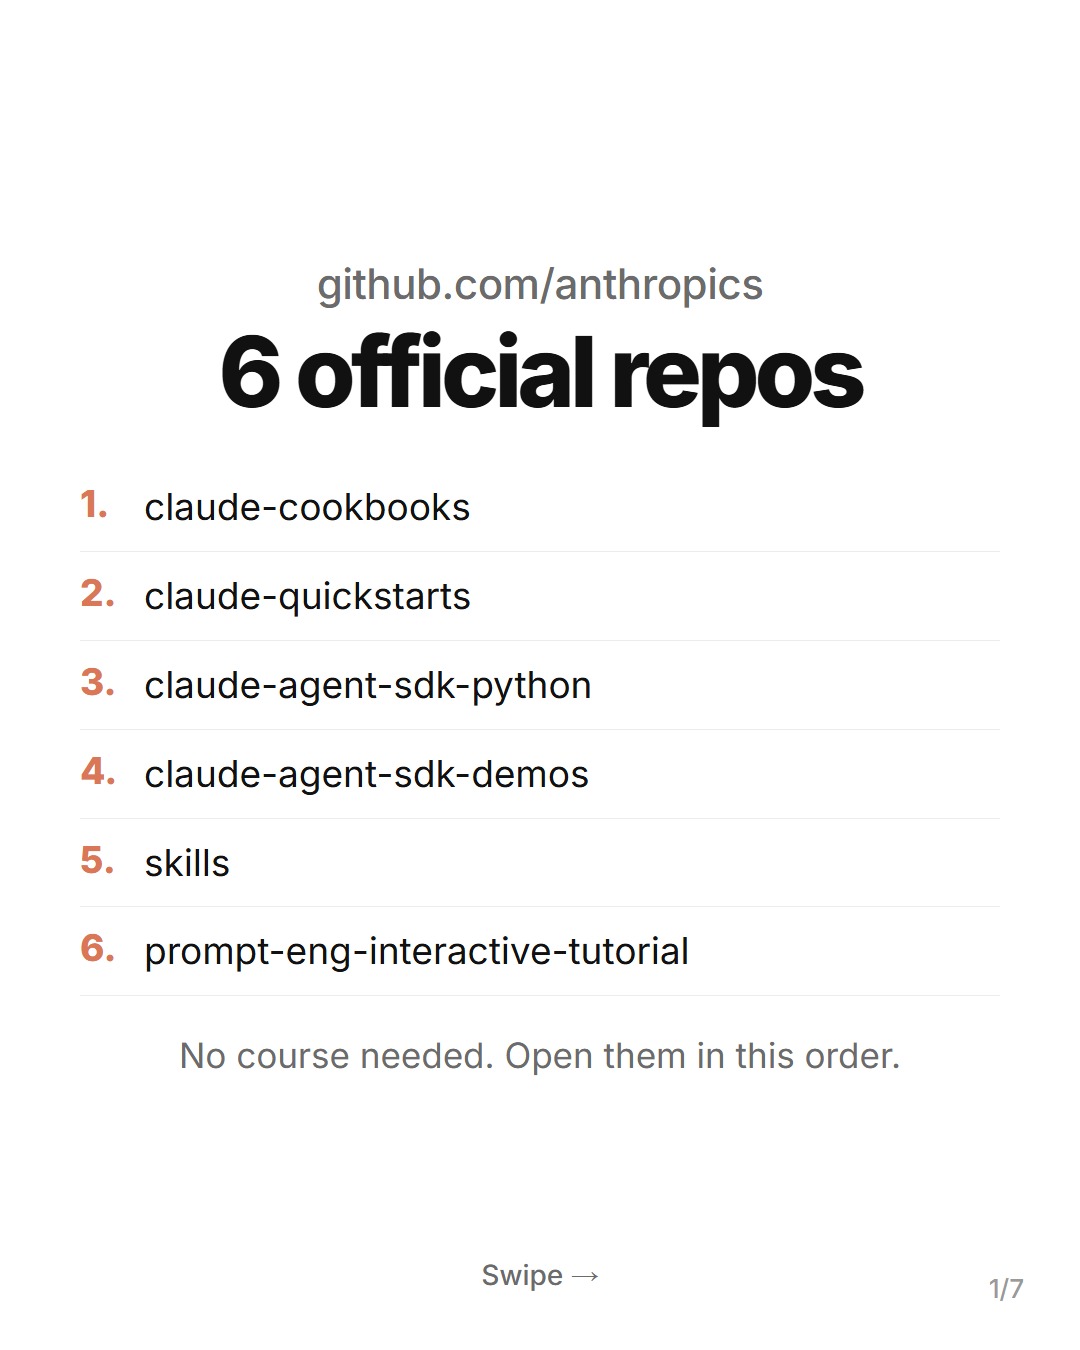 github.com/anthropics
6 official repos
1. claude-cookbooks
2. claude-quickstarts
3. claude-agent-sdk-python
4. claude-agent-sdk-demos
5. skills
6. prompt-eng-interactive-tutorial
No course needed. Open them in this order.
Swipe →
1/7